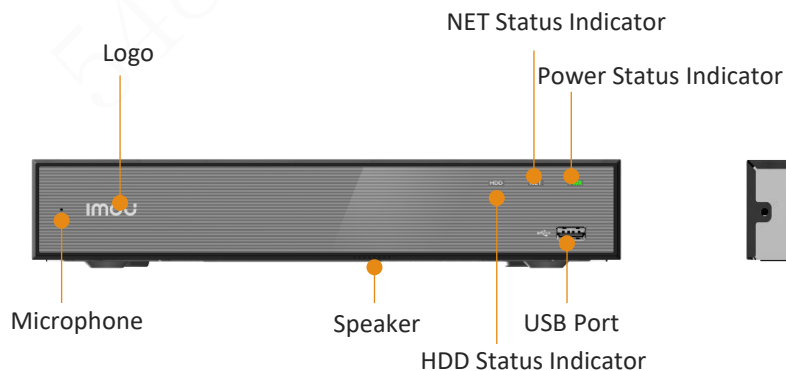 NET Status Indicator
Logo
Power Status Indicator
HDD
imou
Microphone
Speaker
USB Port
HDD Status Indicator